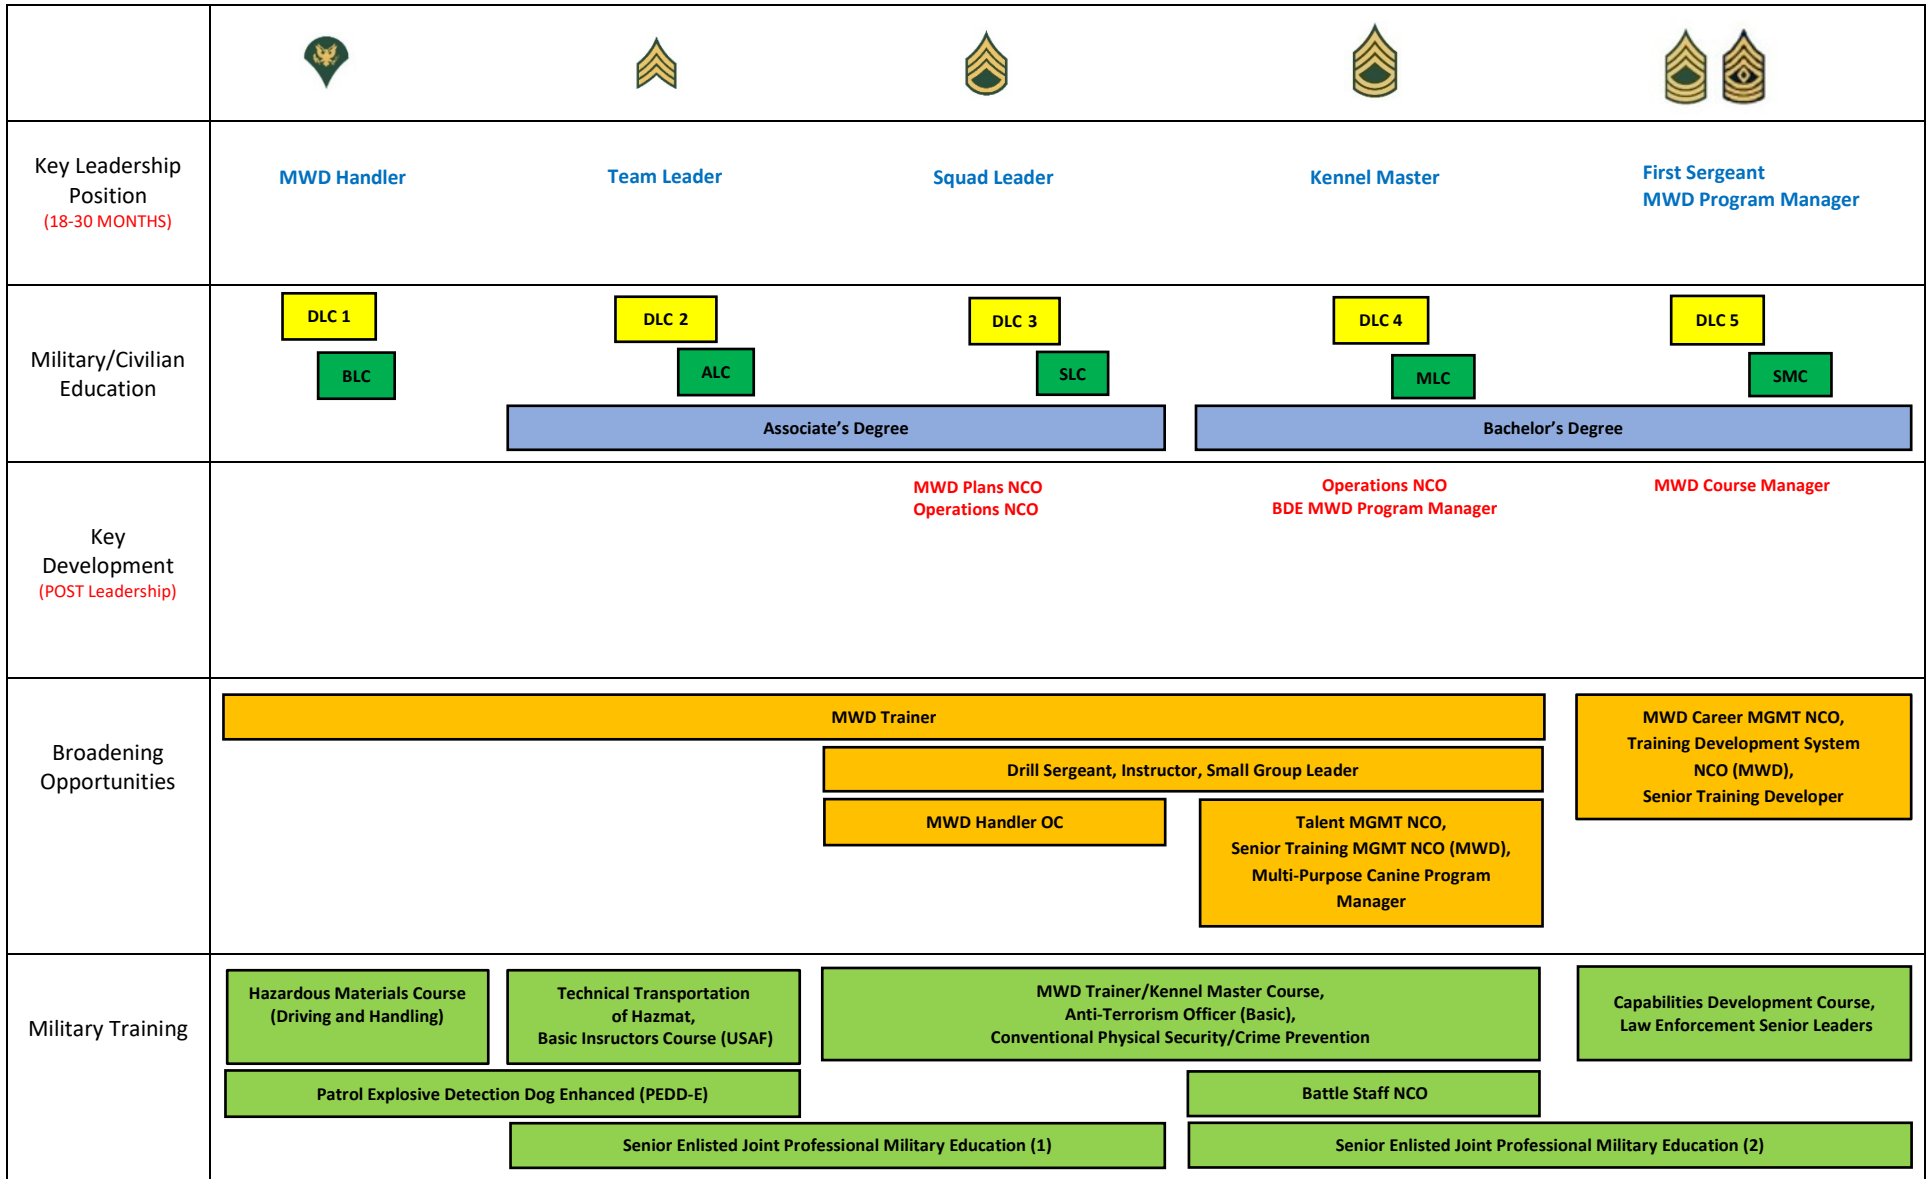 Key Leadership
Position
(18-30 MONTHS)
MWD Handler
Team Leader
Squad Leader
Kennel Master
First Sergeant
MWD Program Manager
Military/Civilian
Education
DLC 1
DLC 2
DLC 3
DLC 4
DLC 5
BLC
ALC
SLC
MLC
SMC
Associate’s Degree
Bachelor’s Degree
Key
Development
(POST Leadership)
MWD Plans NCO
Operations NCO
Operations NCO
BDE MWD Program Manager
MWD Course Manager
Broadening
Opportunities
MWD Trainer
Drill Sergeant, Instructor, Small Group Leader
MWD Handler OC
Talent MGMT NCO,
Senior Training MGMT NCO (MWD),
Multi-Purpose Canine Program
Manager
MWD Career MGMT NCO,
Training Development System
NCO (MWD),
Senior Training Developer
Military Training
Hazardous Materials Course
(Driving and Handling)
Technical Transportation
of Hazmat,
Basic Insructors Course (USAF)
MWD Trainer/Kennel Master Course,
Anti-Terrorism Officer (Basic),
Conventional Physical Security/Crime Prevention
Capabilities Development Course,
Law Enforcement Senior Leaders
Patrol Explosive Detection Dog Enhanced (PEDD-E)
Battle Staff NCO
Senior Enlisted Joint Professional Military Education (1)
Senior Enlisted Joint Professional Military Education (2)